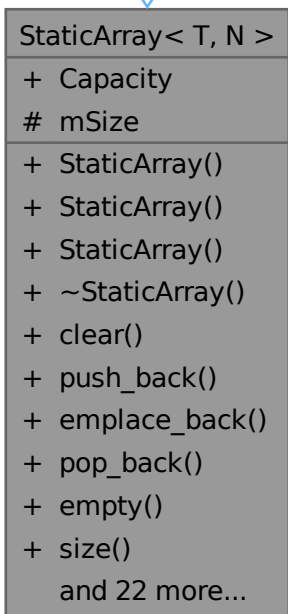 StaticArray< T, N >
+ Capacity
# mSize
+ StaticArray()
+ StaticArray()
+ StaticArray()
+ ~StaticArray()
+ clear()
+ push_back()
+ emplace_back()
+ pop_back()
+ empty()
+ size()
and 22 more...